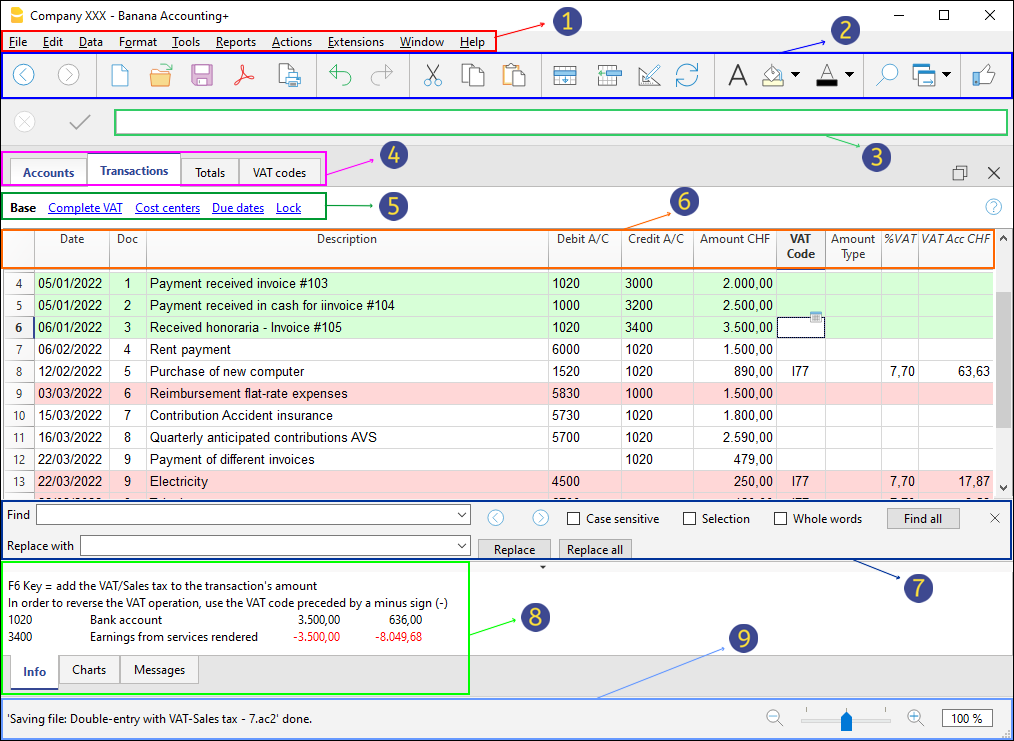 Company XXX - Banana Accounting+
File Edit Data Format Tools Reports Actions Extensions Window Help
1
2
3
Accounts Transactions Totals VAT codes
4
Base Complete VAT Cost centers Due dates Lock
5
6
Date Doc Description Debit A/C Credit A/C Amount CHF VAT Code Amount Type %VAT VAT Acc CHF
4 05/01/2022 1 Payment received invoice #103 1020 3000 2.000,00
5 05/01/2022 2 Payment received in cash for iinvoice #104 1000 3200 2.500,00
6 06/01/2022 3 Received honoraria - Invoice #105 1020 3400 3.500,00
7 06/02/2022 4 Rent payment 6000 1020 1.500,00
8 12/02/2022 5 Purchase of new computer 1520 1020 890,00 I77 7,70 63,63
9 03/03/2022 6 Reimbursement flat-rate expenses 5830 1000 1.500,00
10 15/03/2022 7 Contribution Accident insurance 5730 1020 1.800,00
11 16/03/2022 8 Quarterly anticipated contributions AVS 5700 1020 2.590,00
12 22/03/2022 9 Payment of different invoices 1020 479,00
13 22/03/2022 9 Electricity 4500 250,00 I77 7,70 17,87
Find Case sensitive Selection Whole words Find all
Replace with Replace Replace all
7
F6 Key = add the VAT/Sales tax to the transaction's amount
In order to reverse the VAT operation, use the VAT code preceded by a minus sign (-)
1020 Bank account 3.500,00 636,00
3400 Earnings from services rendered -3.500,00 -8.049,68
8
Info Charts Messages
9
'Saving file: Double-entry with VAT-Sales tax - 7.ac2' done.
100 %